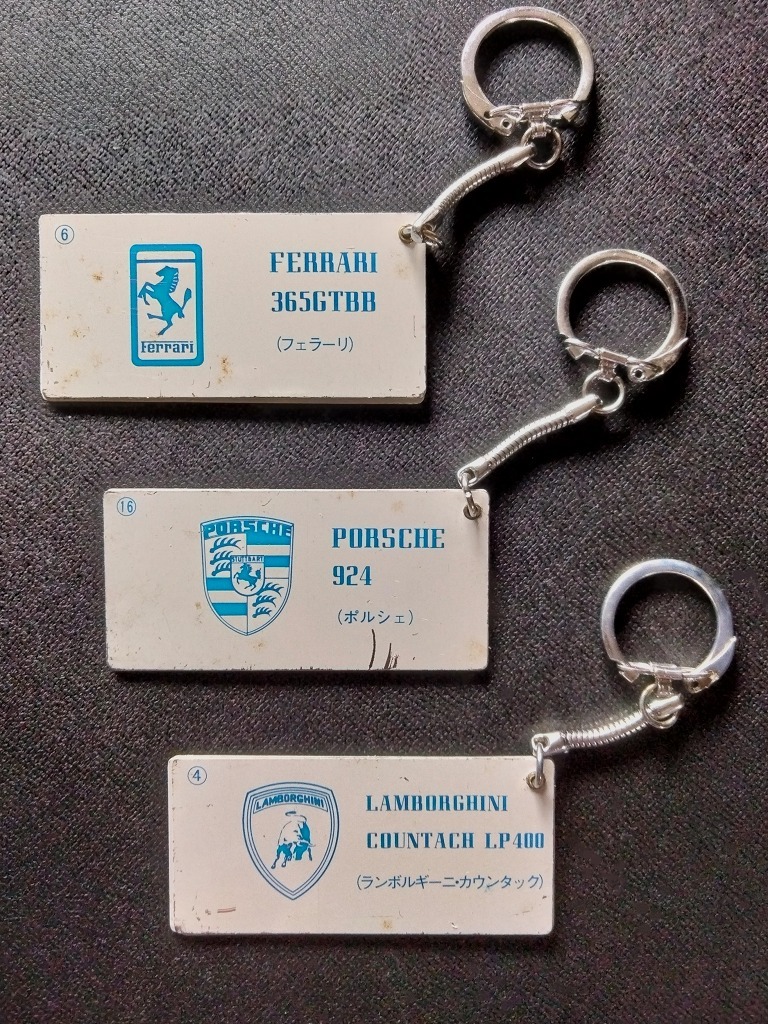 ⑥
Ferrari
FERRARI
365GTBB
(フェラーリ)
⑯
PORSCHE
STUTTGART
PORSCHE
924
(ポルシェ)
④
LAMBORGHINI
LAMBORGHINI
COUNTACH LP400
(ランボルギーニ・カウンタック)